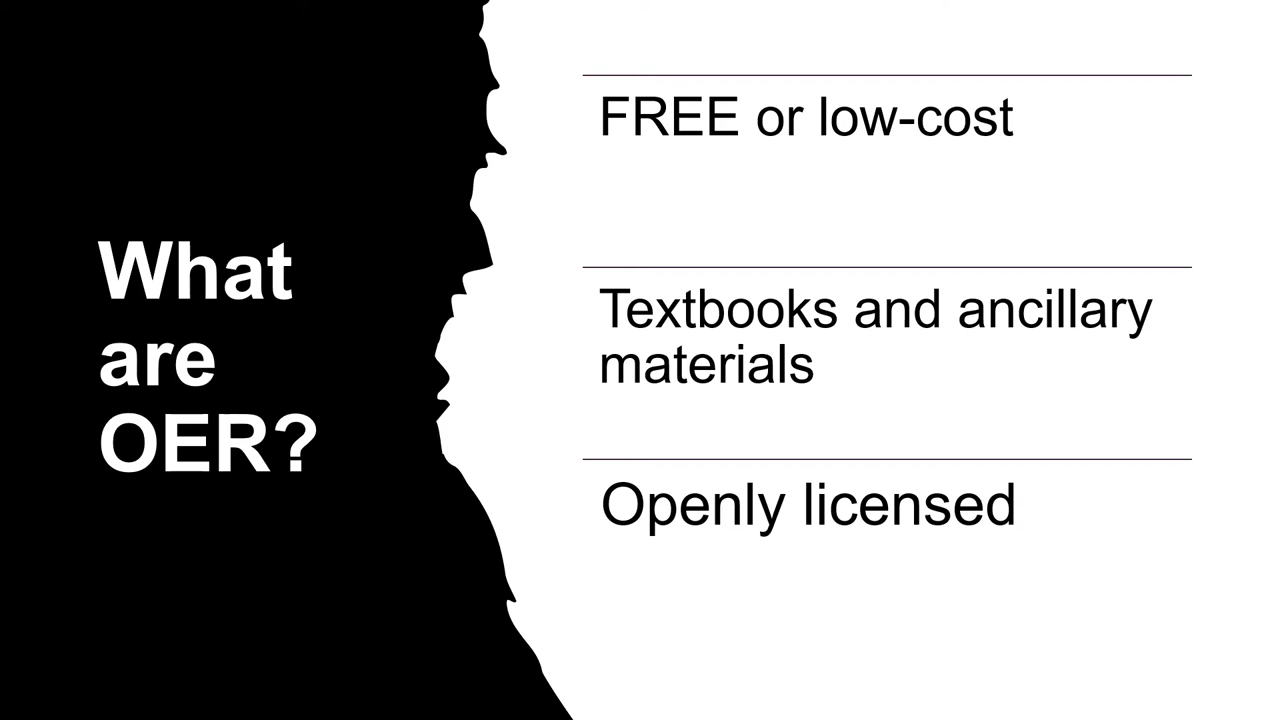 What
are
OER?
FREE or low-cost
Textbooks and ancillary
materials
Openly licensed